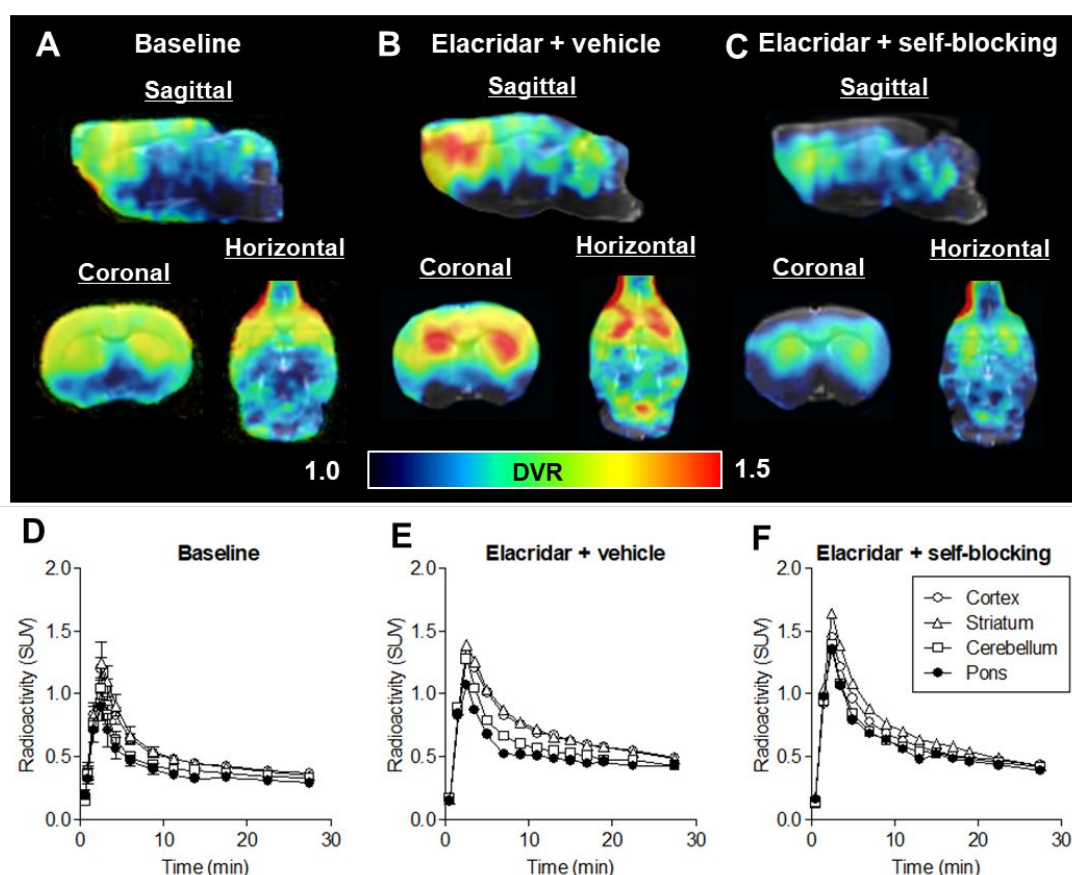 A Baseline
B Elacridar + vehicle
C Elacridar + self-blocking
Sagittal
Sagittal
Sagittal
Coronal
Horizontal
Coronal
Horizontal
Coronal
Horizontal
1.0 DVR 1.5
D Baseline
Radioactivity (SUV)
2.0
1.5
1.0
0.5
0.0
0 10 20 30
Time (min)
E Elacridar + vehicle
Radioactivity (SUV)
2.0
1.5
1.0
0.5
0.0
0 10 20 30
Time (min)
F Elacridar + self-blocking
Radioactivity (SUV)
2.0
1.5
1.0
0.5
0.0
0 10 20 30
Time (min)
Cortex
Striatum
Cerebellum
Pons